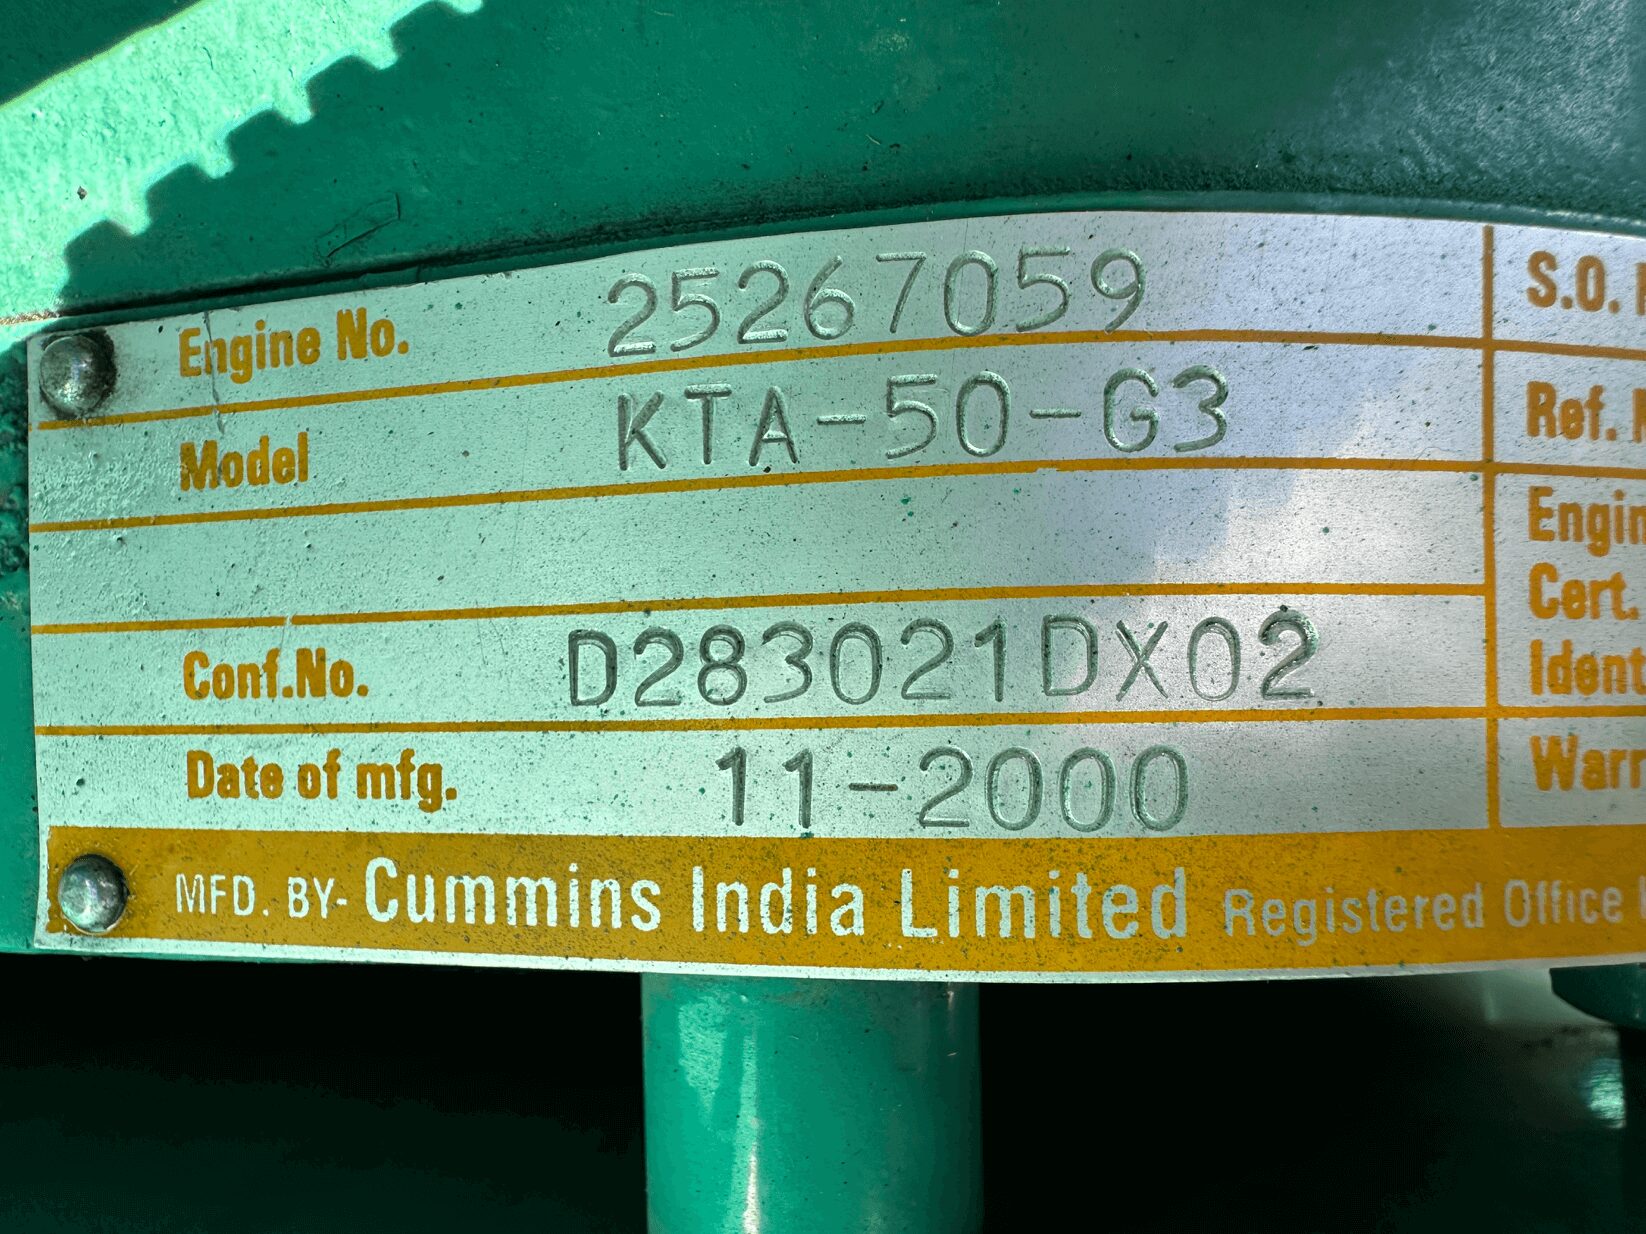 Engine No. 25267059 S.O.
Model KTA-50-G3 Ref.
Conf.No. D283021DX02 Cert.
Date of mfg. 11-2000
MFD. BY- Cummins India Limited Registered Office